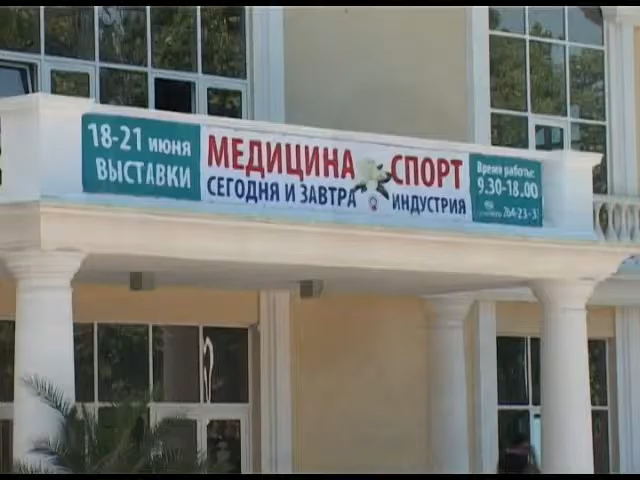 18-21 июня
ВЫСТАВКИ
МЕДИЦИНА
СЕГОДНЯ И ЗАВТРА
СПОРТ
ИНДУСТРИЯ
Время работы:
9.30-18.00